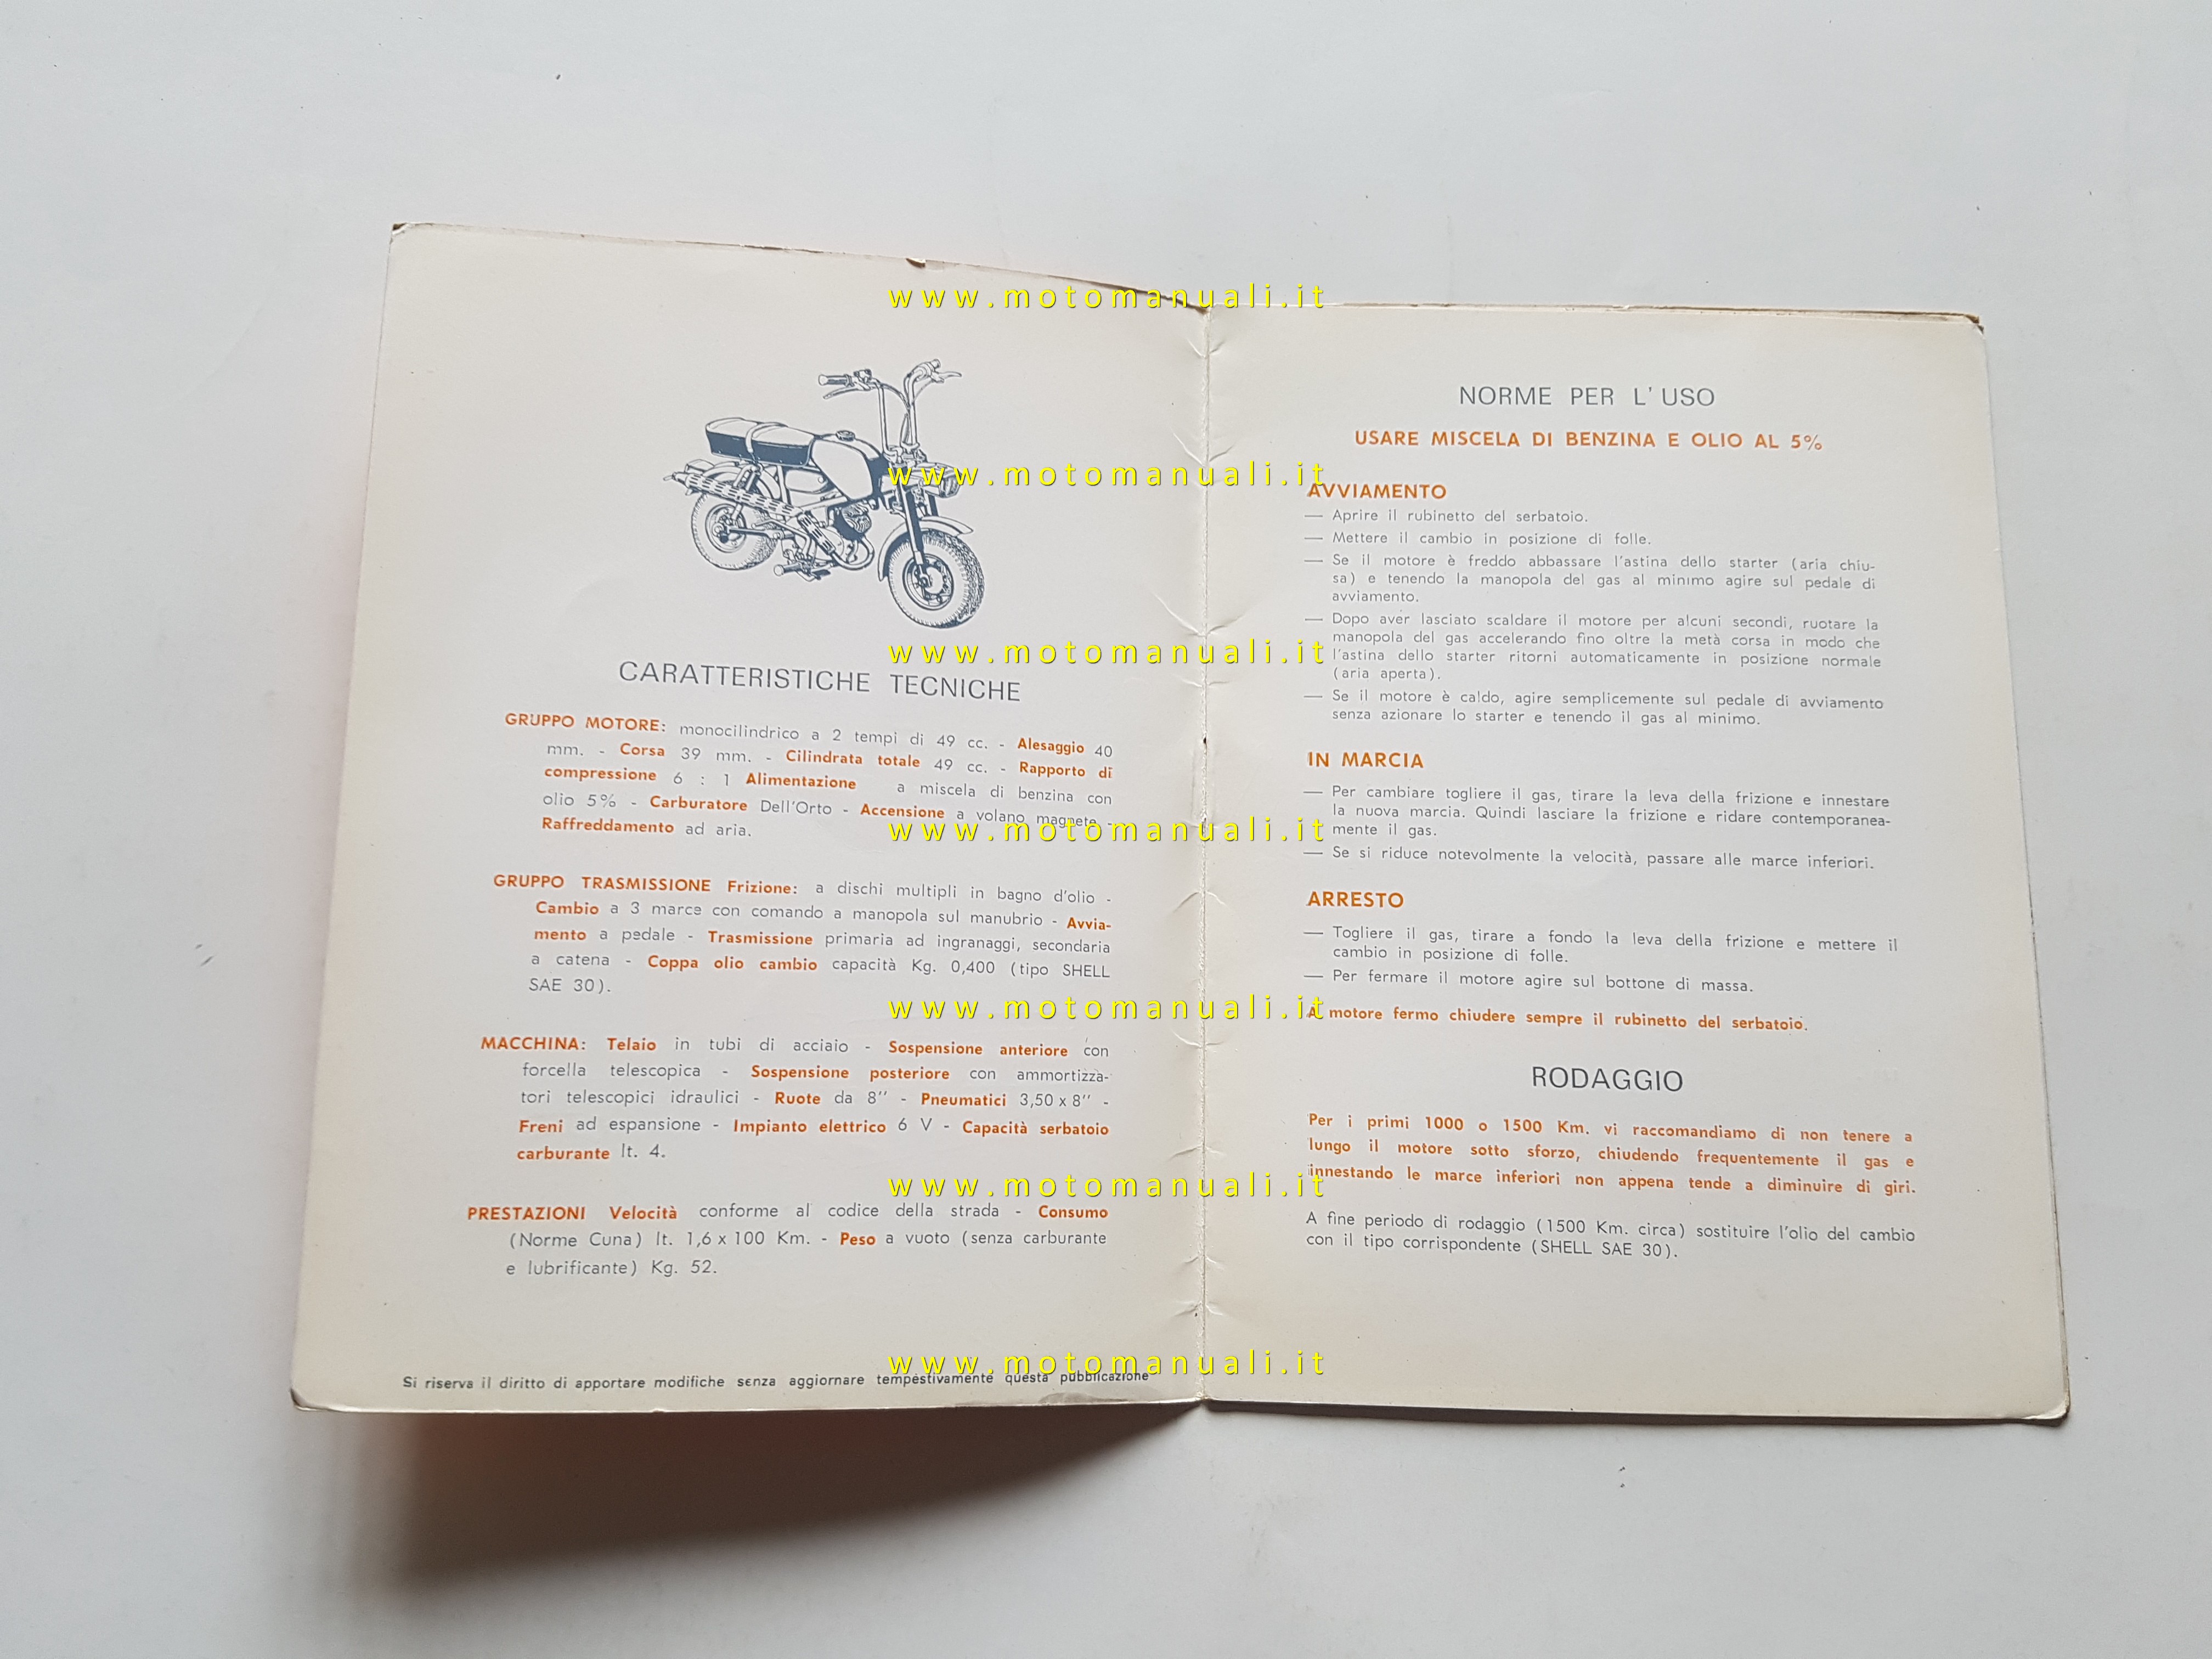 CARATTERISTICHE TECNICHE
GRUPPO MOTORE: monocilindrico a 2 tempi di 49 cc. - Alesaggio 40
mm. - Corsa 39 mm. - Cilindrata totale 49 cc. - Rapporto di
compressione 6 : 1 Alimentazione a miscela di benzina con
olio 5% - Carburatore Dell'Orto - Accensione a volano magnete -
Raffreddamento ad aria.
GRUPPO TRASMISSIONE Frizione: a dischi multipli in bagno d'olio -
Cambio a 3 marce con comando a manopola sul manubrio - Avvia-
mento a pedale - Trasmissione primaria ad ingranaggi, secondaria
a catena - Coppa olio cambio capacità Kg. 0,400 (tipo SHELL
SAE 30).
MACCHINA: Telaio in tubi di acciaio - Sospensione anteriore con
forcella telescopica - Sospensione posteriore con ammortizza-
tori telescopici idraulici - Ruote da 8" - Pneumatici 3,50 x 8" -
Freni ad espansione - Impianto elettrico 6 V - Capacità serbatoio
carburante lt. 4.
PRESTAZIONI Velocità conforme al codice della strada - Consumo
(Norme Cuna) lt. 1,6 x 100 Km. - Peso a vuoto (senza carburante
e lubrificante) Kg. 52.
Si riserva il diritto di apportare modifiche senza aggiornare tempestivamente questa pubblicazione
NORME PER L' USO
USARE MISCELA DI BENZINA E OLIO AL 5%
AVVIAMENTO
— Aprire il rubinetto del serbatoio.
— Mettere il cambio in posizione di folle.
— Se il motore è freddo abbassare l'astina dello starter (aria chiu-
sa) e tenendo la manopola del gas al minimo agire sul pedale di
avviamento.
— Dopo aver lasciato scaldare il motore per alcuni secondi, ruotare la
manopola del gas accelerando fino oltre la metà corsa in modo che
l'astina dello starter ritorni automaticamente in posizione normale
(aria aperta).
— Se il motore è caldo, agire semplicemente sul pedale di avviamento
senza azionare lo starter e tenendo il gas al minimo.
IN MARCIA
— Per cambiare togliere il gas, tirare la leva della frizione e innestare
la nuova marcia. Quindi lasciare la frizione e ridare contemporanea-
mente il gas.
— Se si riduce notevolmente la velocità, passare alle marce inferiori.
ARRESTO
— Togliere il gas, tirare a fondo la leva della frizione e mettere il
cambio in posizione di folle.
— Per fermare il motore agire sul bottone di massa.
A motore fermo chiudere sempre il rubinetto del serbatoio.
RODAGGIO
Per i primi 1000 o 1500 Km. vi raccomandiamo di non tenere a
lungo il motore sotto sforzo, chiudendo frequentemente il gas e
innestando le marce inferiori non appena tende a diminuire di giri.
A fine periodo di rodaggio (1500 Km. circa) sostituire l'olio del cambio
con il tipo corrispondente (SHELL SAE 30).
www.motomanuali.it
www.motomanuali.it
www.motomanuali.it
www.motomanuali.it
www.motomanuali.it
www.motomanuali.it
www.motomanuali.it